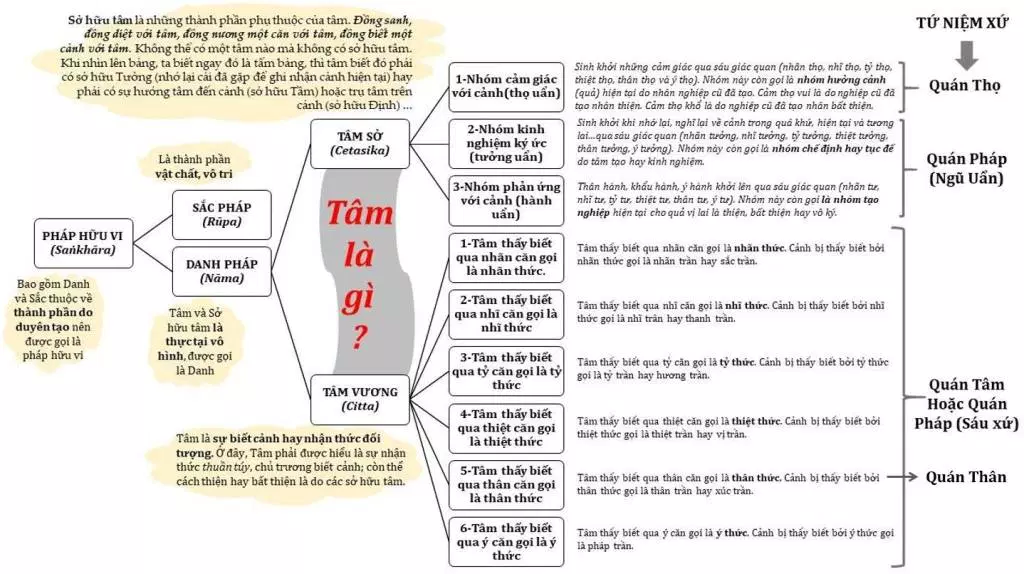 Sở hữu tâm là những thành phần phụ thuộc của tâm. Đồng sanh,
đồng diệt với tâm, đồng nương một căn với tâm, đồng biết một
cảnh với tâm. Không thể có một tâm nào mà không có sở hữu tâm.
Khi nhìn lên bảng, ta biết ngay đó là tấm bảng, thì tâm biết đó phải
có sở hữu Tưởng (nhớ lại cái đã gặp để ghi nhận cảnh hiện tại) hay
phải có sự hướng tâm đến cảnh (sở hữu Tầm) hoặc trụ tâm trên
cảnh (sở hữu Định) ...
TỨ NIỆM XỨ
1-Nhóm cảm giác
với cảnh(thọ uẩn)
Sinh khởi những cảm giác qua sáu giác quan (nhãn thọ, nhĩ thọ, tỷ thọ,
thiệt thọ, thân thọ và ý thọ). Nhóm này còn gọi là nhóm hưởng cảnh
(quả) hiện tại do nhân nghiệp cũ đã tạo. Cảm thọ vui là do nghiệp cũ đã
tạo nhân thiện. Cảm thọ khổ là do nghiệp cũ đã tạo nhân bất thiện.
Quán Thọ
TÂM SỞ
(Cetasika)
2-Nhóm kinh
nghiệm ký ức
(tưởng uẩn)
Sinh khởi khi nhớ lại, nghĩ lại về cảnh trong quá khứ, hiện tại và tương
lai...qua sáu giác quan (nhãn tưởng, nhĩ tưởng, tỷ tưởng, thiệt tưởng,
thân tưởng, ý tưởng). Nhóm này còn gọi là nhóm chế định hay tục đế
do tâm tạo hay kinh nghiệm.
Quán Pháp
(Ngũ Uẩn)
3-Nhóm phản ứng
với cảnh (hành
uẩn)
Thân hành, khẩu hành, ý hành khởi lên qua sáu giác quan (nhãn tư,
nhĩ tư, tỷ tư, thiệt tư, thân tư, ý tư). Nhóm này còn gọi là nhóm tạo
nghiệp hiện tại cho quả vị lai là thiện, bất thiện hay vô ký.
Là thành phần
vật chất, vô tri
SẮC PHÁP
(Rūpa)
PHÁP HỮU VI
(Saṅkhāra)
DANH PHÁP
(Nāma)
Bao gồm Danh
và Sắc thuộc về
thành phần do
duyên tạo nên
được gọi là
pháp hữu vi
Tâm và Sở
hữu tâm là
thực tại vô
hình, được gọi
là Danh
Tâm
là
gì
?
1-Tâm thấy biết
qua nhãn căn gọi
là nhãn thức.
Tâm thấy biết qua nhãn căn gọi là nhãn thức. Cảnh bị thấy biết bởi
nhãn thức gọi là nhãn trần hay sắc trần.
2-Tâm thấy biết
qua nhĩ căn gọi là
nhĩ thức
Tâm thấy biết qua nhĩ căn gọi là nhĩ thức. Cảnh bị thấy biết bởi nhĩ
thức gọi là nhĩ trân hay thanh trần.
3-Tâm thấy biết
qua tỷ căn gọi là tỷ
thức
Tâm thấy biết qua tỷ căn gọi là tỷ thức. Cảnh bị thấy biết bởi tỷ thức
gọi là tỷ trần hay hương trần.
TÂM VƯƠNG
(Citta)
4-Tâm thấy biết
qua thiệt căn gọi
là thiệt thức
Tâm thấy biết qua thiệt căn gọi là thiệt thức. Cảnh bị thấy biết bởi
thiệt thức gọi là thiệt trần hay vị trần.
Quán Tâm
Hoặc Quán
Pháp (Sáu xứ)
Tâm là sự biết cảnh hay nhận thức đối
tượng. Ở đây, Tâm phải được hiểu là sự nhận
thức thuần túy, chủ trương biết cảnh; còn thể
cách thiện hay bất thiện là do các sở hữu tâm.
5-Tâm thấy biết
qua thân căn gọi
là thân thức
Tâm thấy biết qua thân căn gọi là thân thức. Cảnh bị thấy biết bởi
thân thức gọi là thân trần hay xúc trần.
Quán Thân
6-Tâm thấy biết
qua ý căn gọi là ý
thức
Tâm thấy biết qua ý căn gọi là ý thức. Cảnh bị thấy biết bởi ý thức gọi
là pháp trần.